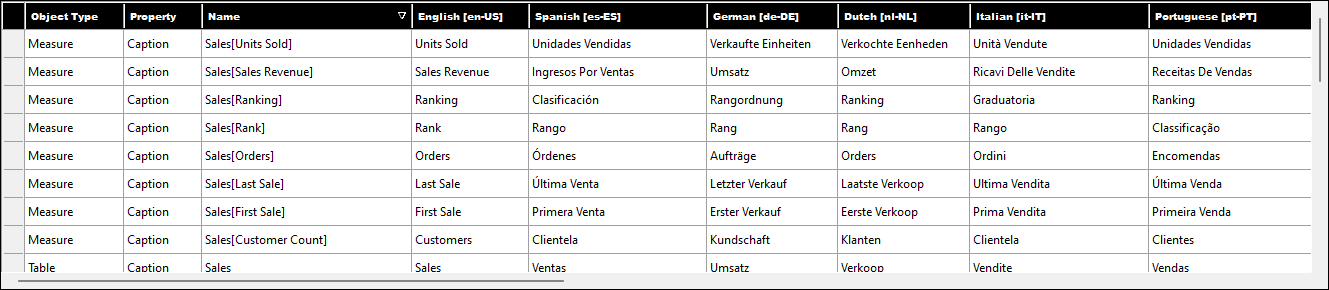 Object Type Property Name English [en-US] Spanish [es-ES] German [de-DE] Dutch [nl-NL] Italian [it-IT] Portuguese [pt-PT]
Measure Caption Sales[Units Sold] Units Sold Unidades Vendidas Verkaufte Einheiten Verkochte Eenheden Unità Vendute Unidades Vendidas
Measure Caption Sales[Sales Revenue] Sales Revenue Ingresos Por Ventas Umsatz Omzet Ricavi Delle Vendite Receitas De Vendas
Measure Caption Sales[Ranking] Ranking Clasificación Rangordnung Ranking Graduatoria Ranking
Measure Caption Sales[Rank] Rank Rango Rang Rang Rango Classificação
Measure Caption Sales[Orders] Orders Órdenes Aufträge Orders Ordini Encomendas
Measure Caption Sales[Last Sale] Last Sale Última Venta Letzter Verkauf Laatste Verkoop Ultima Vendita Última Venda
Measure Caption Sales[First Sale] First Sale Primera Venta Erster Verkauf Eerste Verkoop Prima Vendita Primeira Venda
Measure Caption Sales[Customer Count] Customers Clientela Kundschaft Klanten Clientela Clientes
Table Caption Sales Sales Ventas Umsatz Verkoop Vendite Vendas